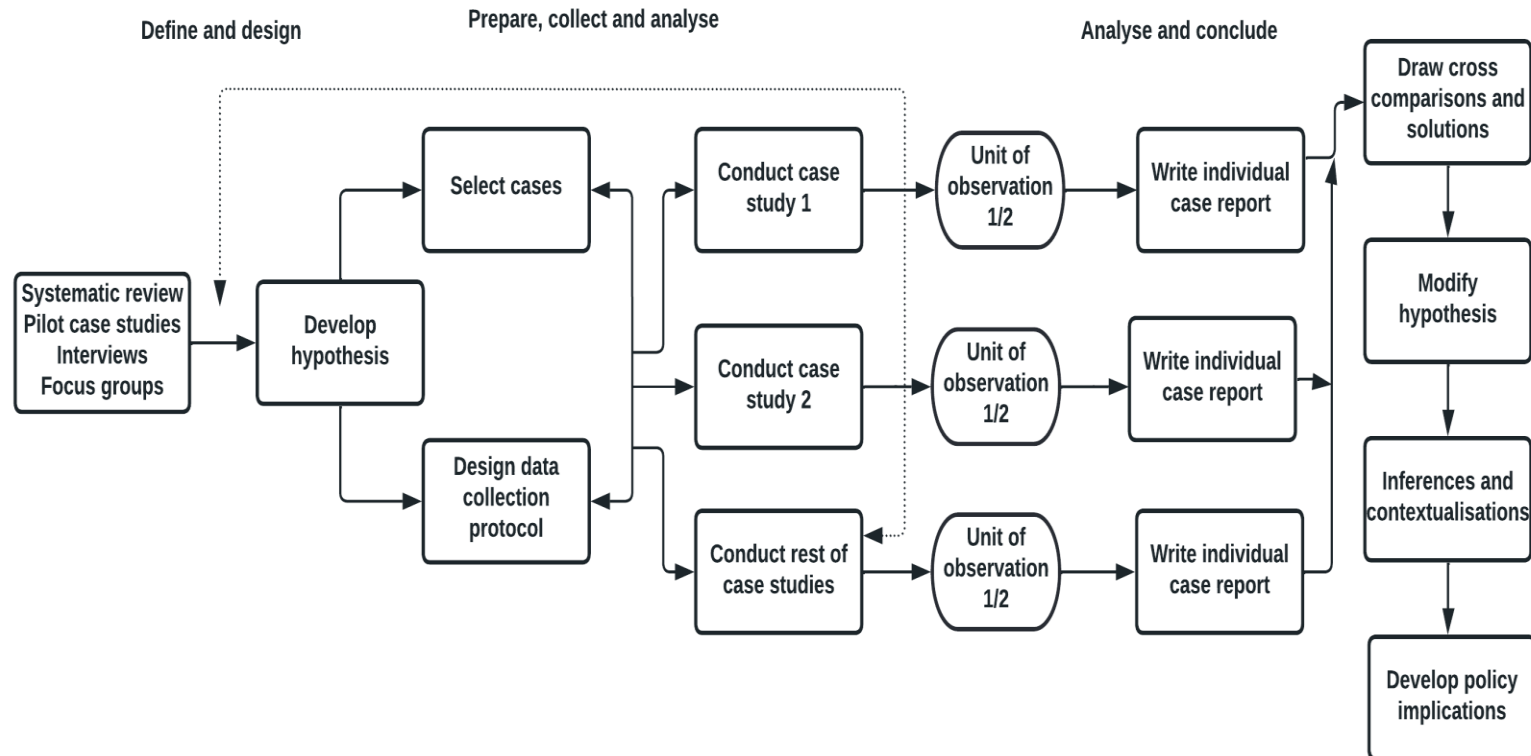 Define and design
Prepare, collect and analyse
Analyse and conclude
Systematic review
Pilot case studies
Interviews
Focus groups
Develop
hypothesis
Select cases
Design data
collection
protocol
Conduct case
study 1
Unit of
observation
1/2
Write individual
case report
Conduct case
study 2
Unit of
observation
1/2
Write individual
case report
Conduct rest of
case studies
Unit of
observation
1/2
Write individual
case report
Draw cross
comparisons and
solutions
Modify
hypothesis
Inferences and
contextualisations
Develop policy
implications